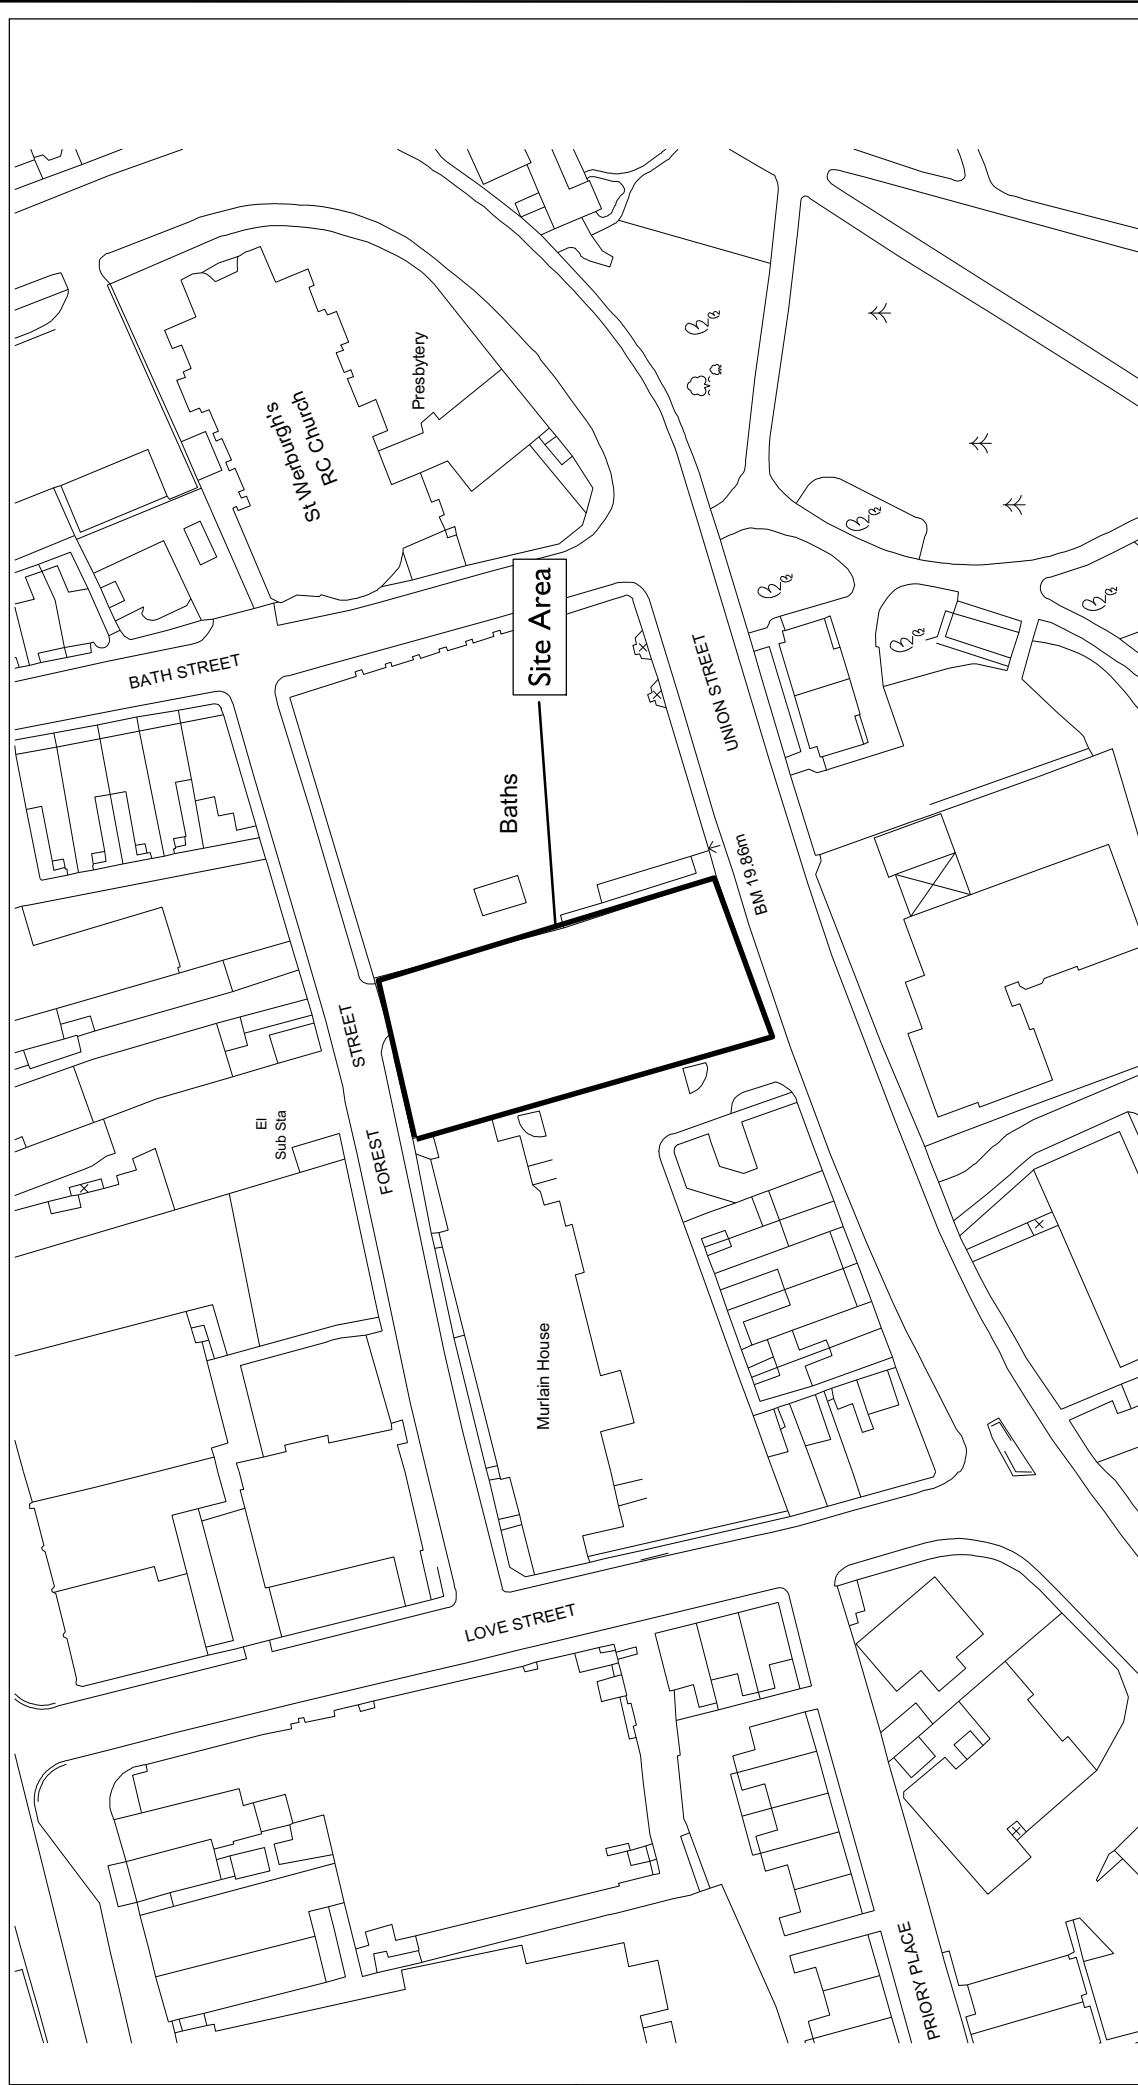 St Werburgh's
RC Church
Presbytery
BATH STREET
Site Area
UNION STREET
Baths
BM 19.86m
FOREST STREET
El
Sub Sta
Murlain House
LOVE STREET
PRIORY PLACE